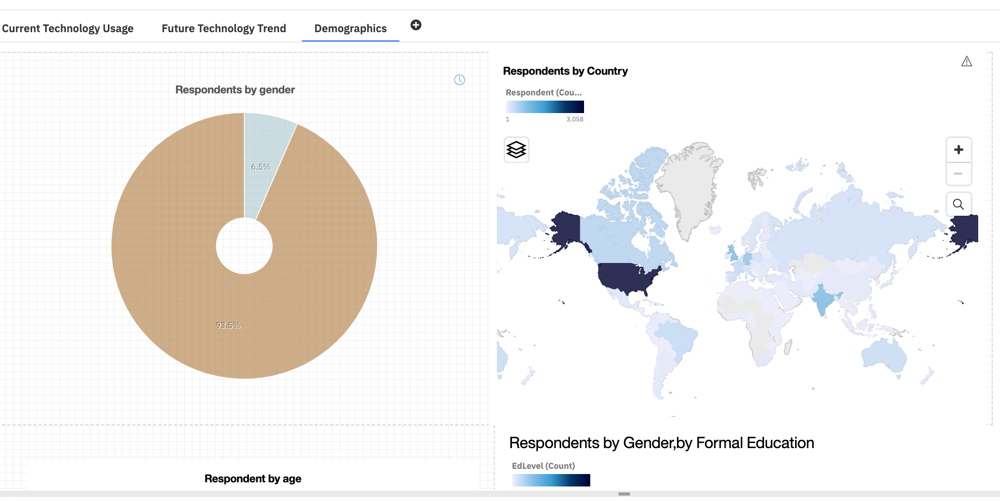 Current Technology Usage
Future Technology Trend
Demographics
Respondents by gender
6.5%
93.5%
Respondents by Country
Respondent (Cou...
1
3,058
Respondent by age
Respondents by Gender,by Formal Education
EdLevel (Count)